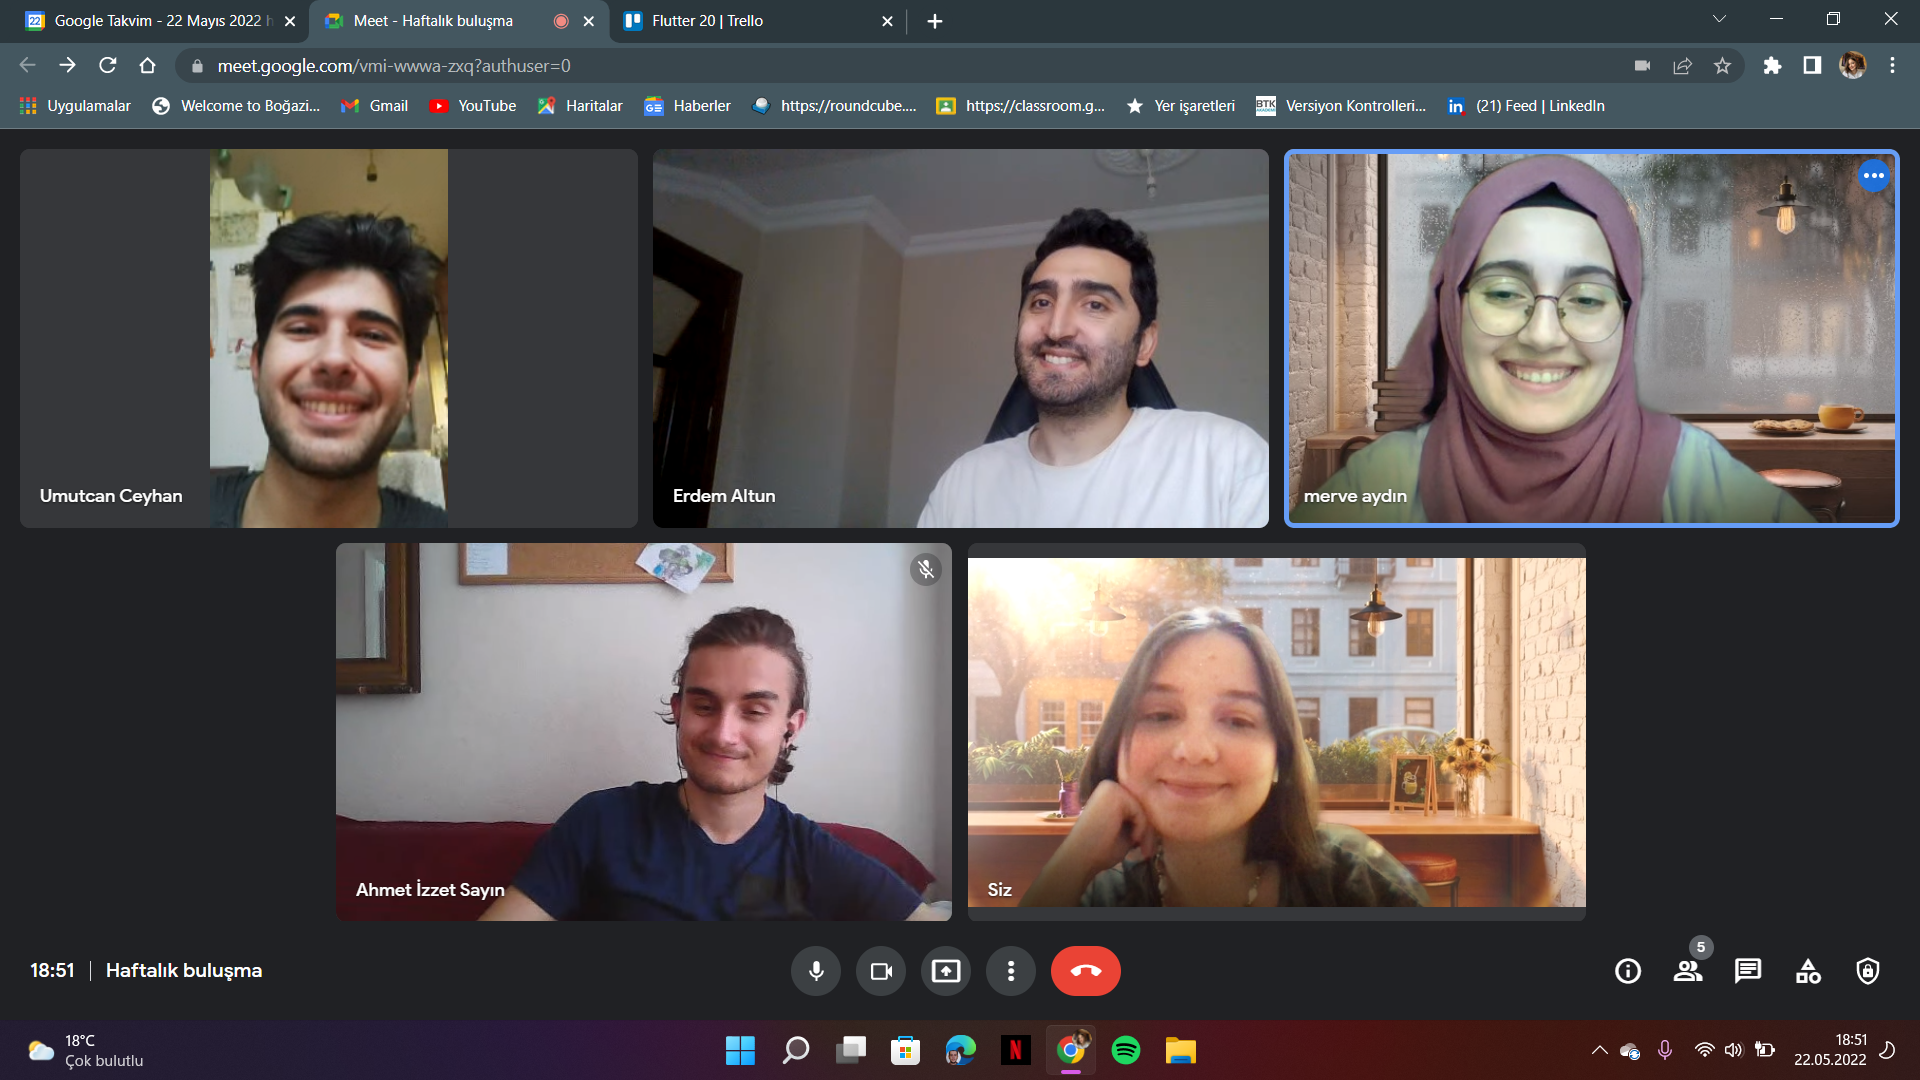 Google Takvim - 22 Mayıs 2022 h
Meet - Haftalık buluşma
Flutter 20 | Trello
meet.google.com/vmi-wwwa-zxq?authuser=0
Uygulamalar
Welcome to Boğazi...
Gmail
YouTube
Haritalar
Haberler
https://roundcube....
https://classroom.g...
Yer işaretleri
BTK
Versiyon Kontrolleri...
(21) Feed | LinkedIn
Umutcan Ceyhan
Erdem Altun
merve aydın
Ahmet İzzet Sayın
Siz
18:51
Haftalık buluşma
5
18°C
Çok bulutlu
18:51
22.05.2022